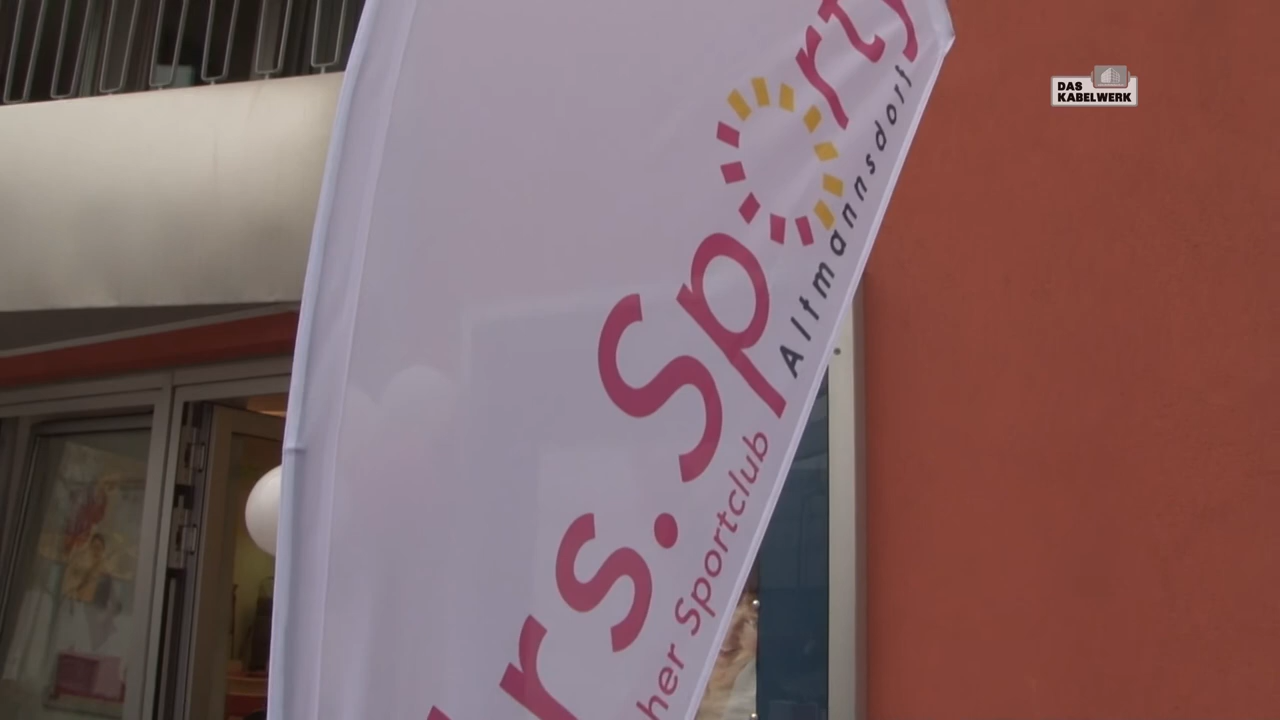 rs. Sporty
Altmannsdorf
her Sportclub
DAS
KABELWERK